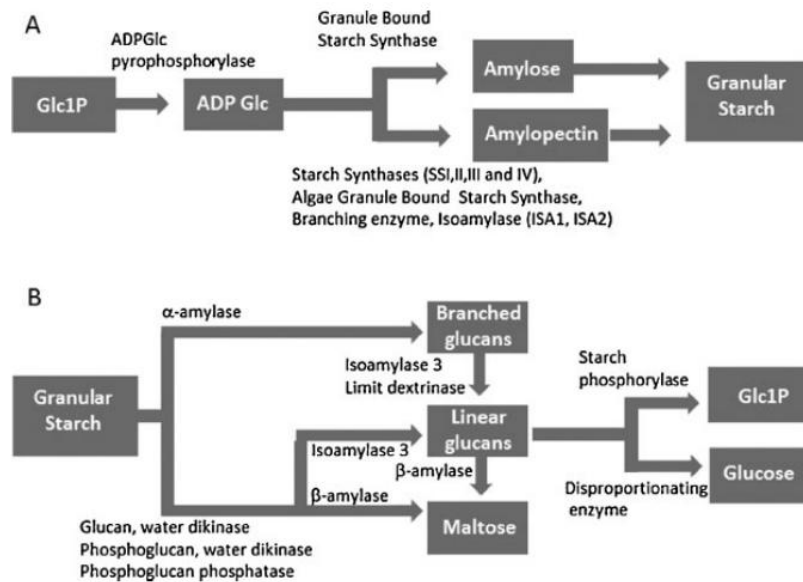 A
ADPGlc
pyrophosphorylase
Granule Bound
Starch Synthase
Glc1P
ADP Glc
Amylose
Amylopectin
Granular
Starch
Starch Synthases (SSI,II,III and IV),
Algae Granule Bound Starch Synthase,
Branching enzyme, Isoamylase (ISA1, ISA2)
B
α-amylase
Branched
glucans
Isoamylase 3
Limit dextrinase
Starch
phosphorylase
Glc1P
Granular
Starch
Isoamylase 3
Linear
glucans
β-amylase
β-amylase
Maltose
Glucose
Disproportionating
enzyme
Glucan, water dikinase
Phosphoglucan, water dikinase
Phosphoglucan phosphatase